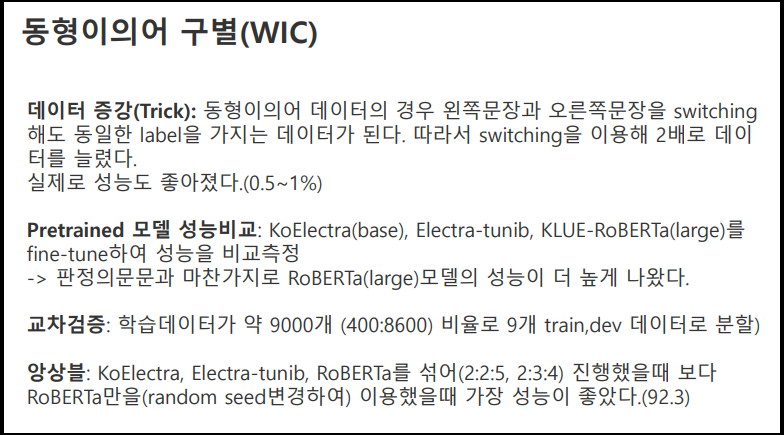 동형이의어 구별(WIC)
데이터 증강(Trick): 동형이의어 데이터의 경우 왼쪽문장과 오른쪽문장을 switching
해도 동일한 label을 가지는 데이터가 된다. 따라서 switching을 이용해 2배로 데이
터를 늘렸다.
실제로 성능도 좋아졌다.(0.5~1%)
Pretrained 모델 성능비교: KoElectra(base), Electra-tunib, KLUE-RoBERTa(large)를
fine-tune하여 성능을 비교측정
-> 판정의문문과 마찬가지로 RoBERTa(large)모델의 성능이 더 높게 나왔다.
교차검증: 학습데이터가 약 9000개 (400:8600) 비율로 9개 train,dev 데이터로 분할)
앙상블: KoElectra, Electra-tunib, RoBERTa를 섞어(2:2:5, 2:3:4) 진행했을때 보다
RoBERTa만을(random seed변경하여) 이용했을때 가장 성능이 좋았다.(92.3)